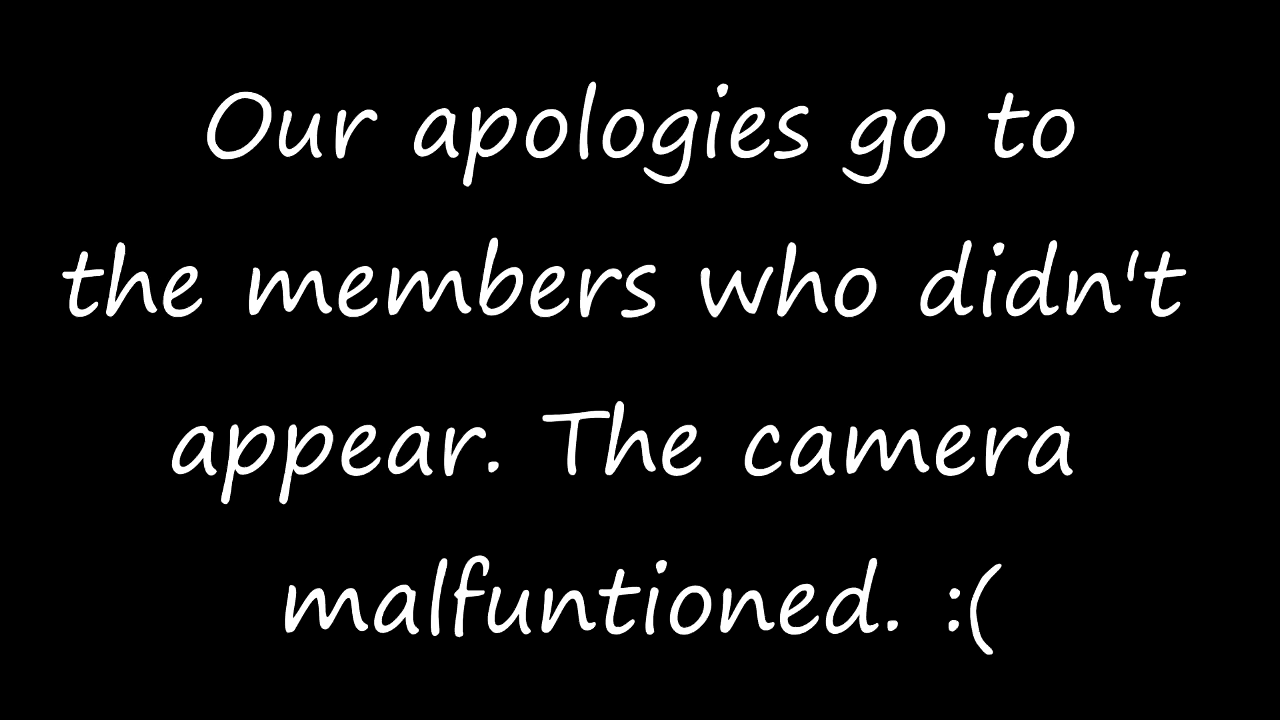 Our apologies go to
the members who didn't
appear. The camera
malfuntioned. :(